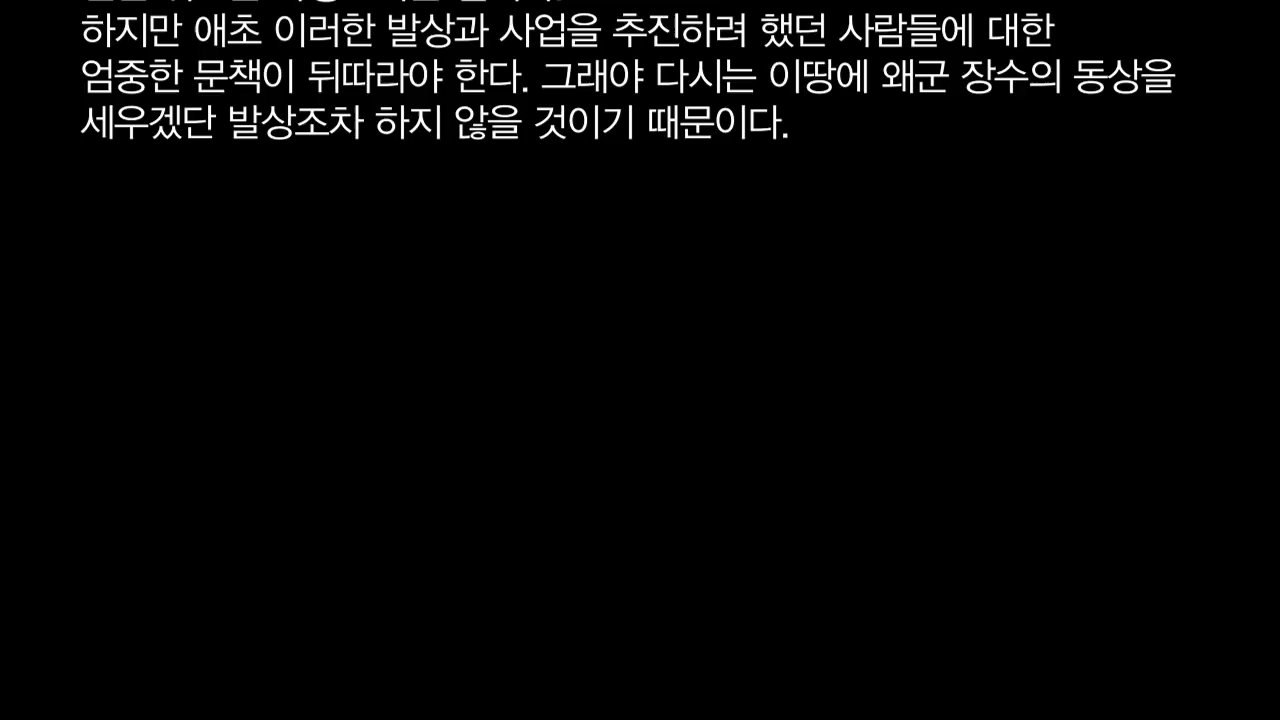 하지만 애초 이러한 발상과 사업을 추진하려 했던 사람들에 대한
엄중한 문책이 뒤따라야 한다. 그래야 다시는 이땅에 왜군 장수의 동상을
세우겠단 발상조차 하지 않을 것이기 때문이다.